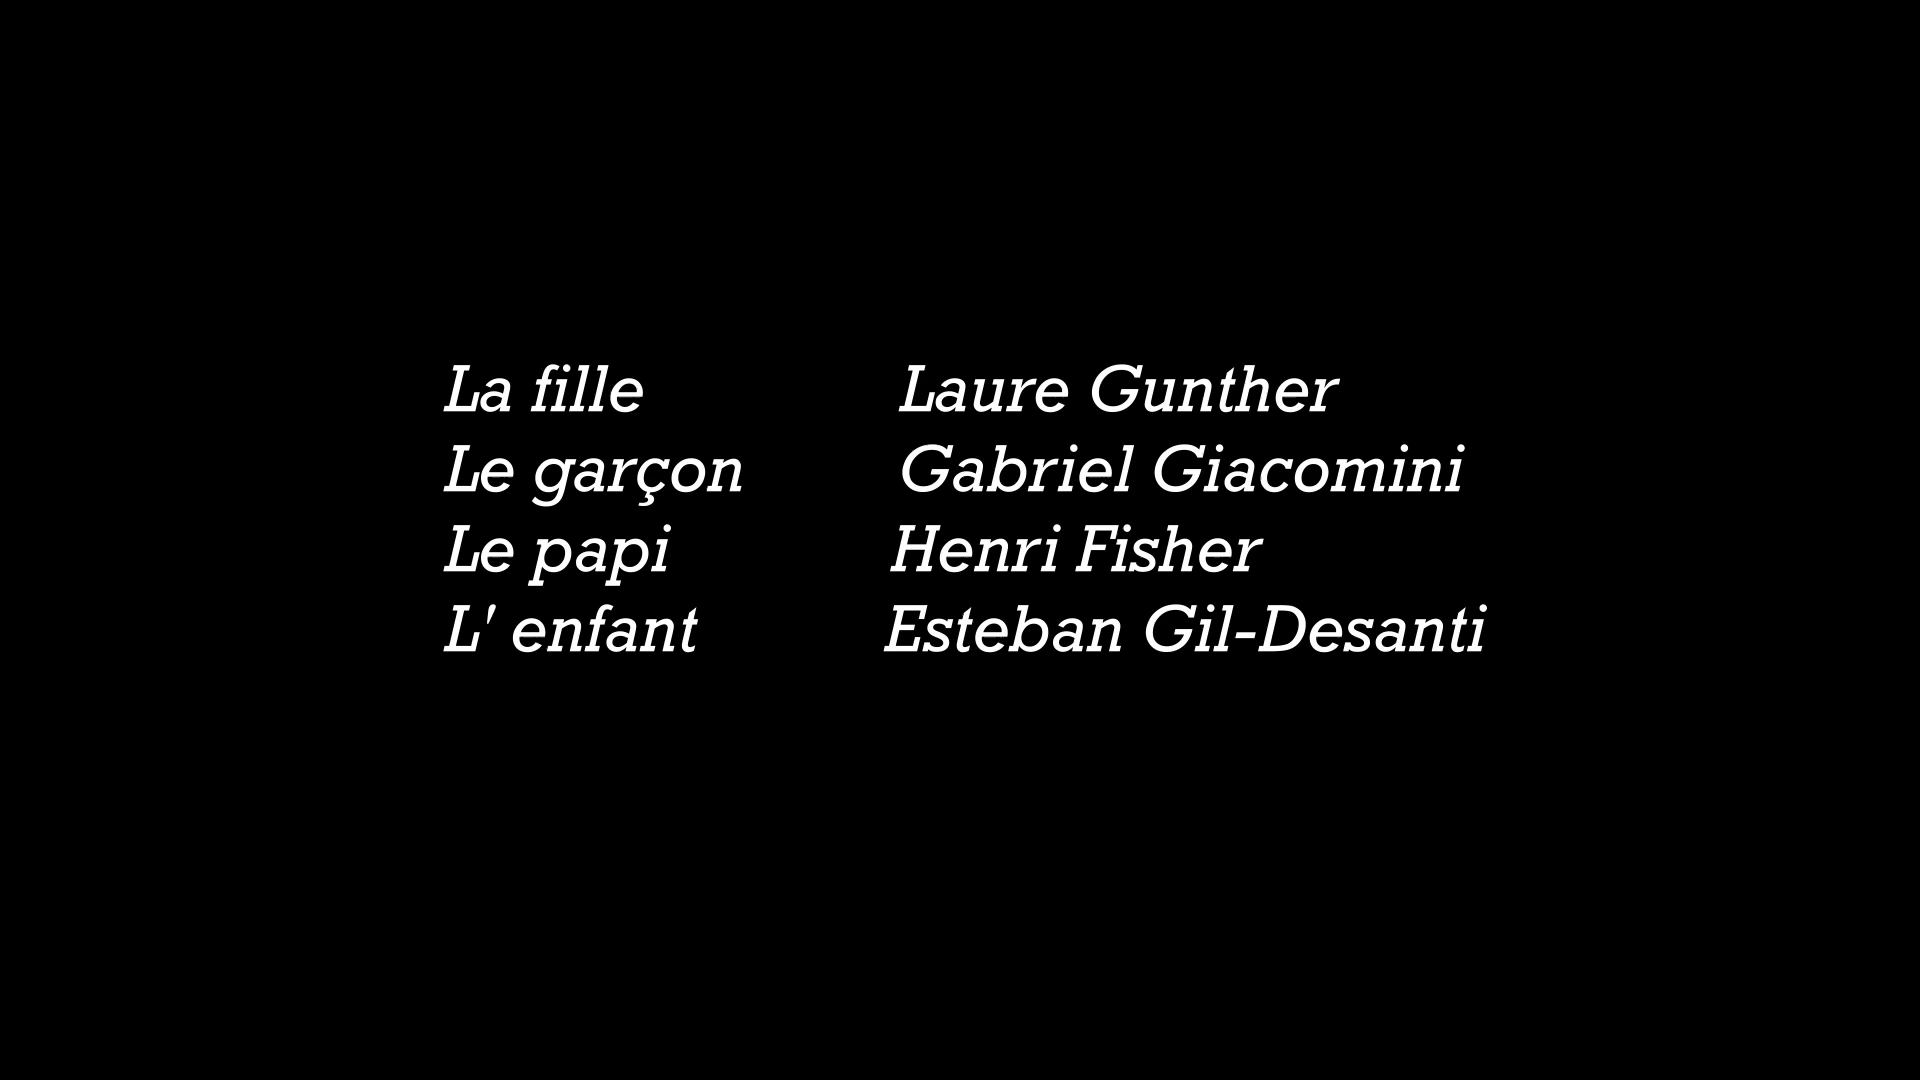 La fille Laure Gunther
Le garçon Gabriel Giacomini
Le papi Henri Fisher
L' enfant Esteban Gil-Desanti